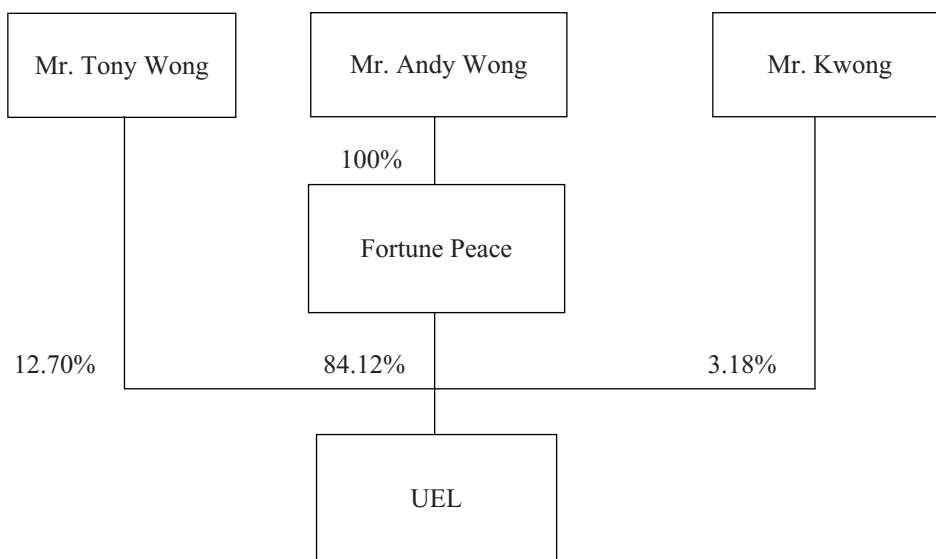 Mr. Tony Wong
Mr. Andy Wong
Mr. Kwong
100%
Fortune Peace
12.70%
84.12%
3.18%
UEL